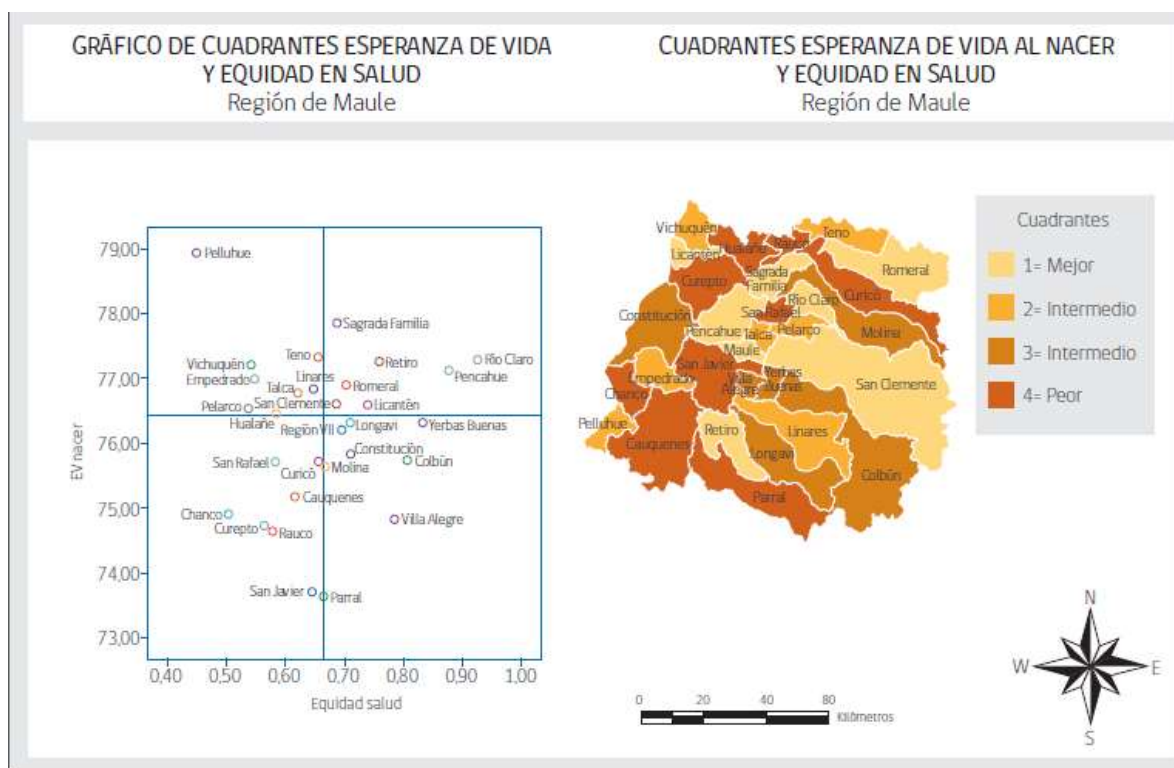 GRÁFICO DE CUADRANTES ESPERANZA DE VIDA
Y EQUIDAD EN SALUD
Región de Maule
CUADRANTES ESPERANZA DE VIDA AL NACER
Y EQUIDAD EN SALUD
Región de Maule
EV nacer
79,00
78,00
77,00
76,00
75,00
74,00
73,00
Pelluhue
Sagrada Familia
Teno
Retiro
Río Claro
Vichuquén
Linares
Pencahue
Empedrado
Talca
Romeral
Pelarco
San Clemente
Licantén
Hualañe
Región VII
Longavi
Yerbas Buenas
Constitución
San Rafael
Curicó
Molina
Colbún
Cauquenes
Chanco
Villa Alegre
Curepto
Rauco
San Javier
Parral
0,40 0,50 0,60 0,70 0,80 0,90 1,00
Equidad salud
Vichuquén
Teno
Hualañe
Rauco
Licantén
Romeral
Sagrada
Familia
Curepto
Río Claro
Curicó
Constitución
San Rafael
Pencahue
Talca
Pelarco
Molina
Maule
San Javier
Empedrado
Villa
Alegre
Yerbas
Buenas
San Clemente
Chanco
Pelluhue
Retiro
Linares
Cauquenes
Longavi
Colbún
Parral
Cuadrantes
1= Mejor
2= Intermedio
3= Intermedio
4= Peor
N
W
E
S
0 20 40 60 80
Kilómetros